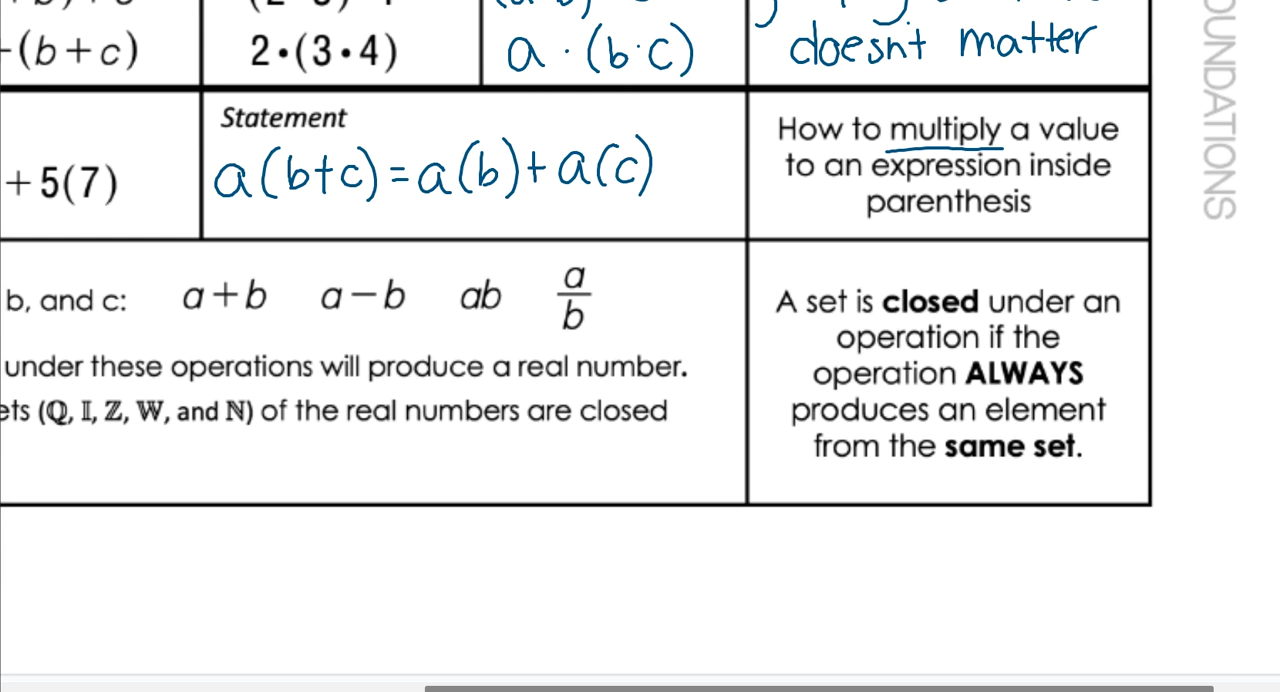 -(b+c)
2•(3•4)
a · (b·c)
doesn't matter
OUNDATIONS
+ 5(7)
Statement
a(b+c)=a(b)+a(c)
How to multiply a value
to an expression inside
parenthesis
b, and c: a+b a−b ab a/b
under these operations will produce a real number.
ets (ℚ, 𝕀, ℤ, 𝕎, and ℕ) of the real numbers are closed
A set is closed under an
operation if the
operation ALWAYS
produces an element
from the same set.